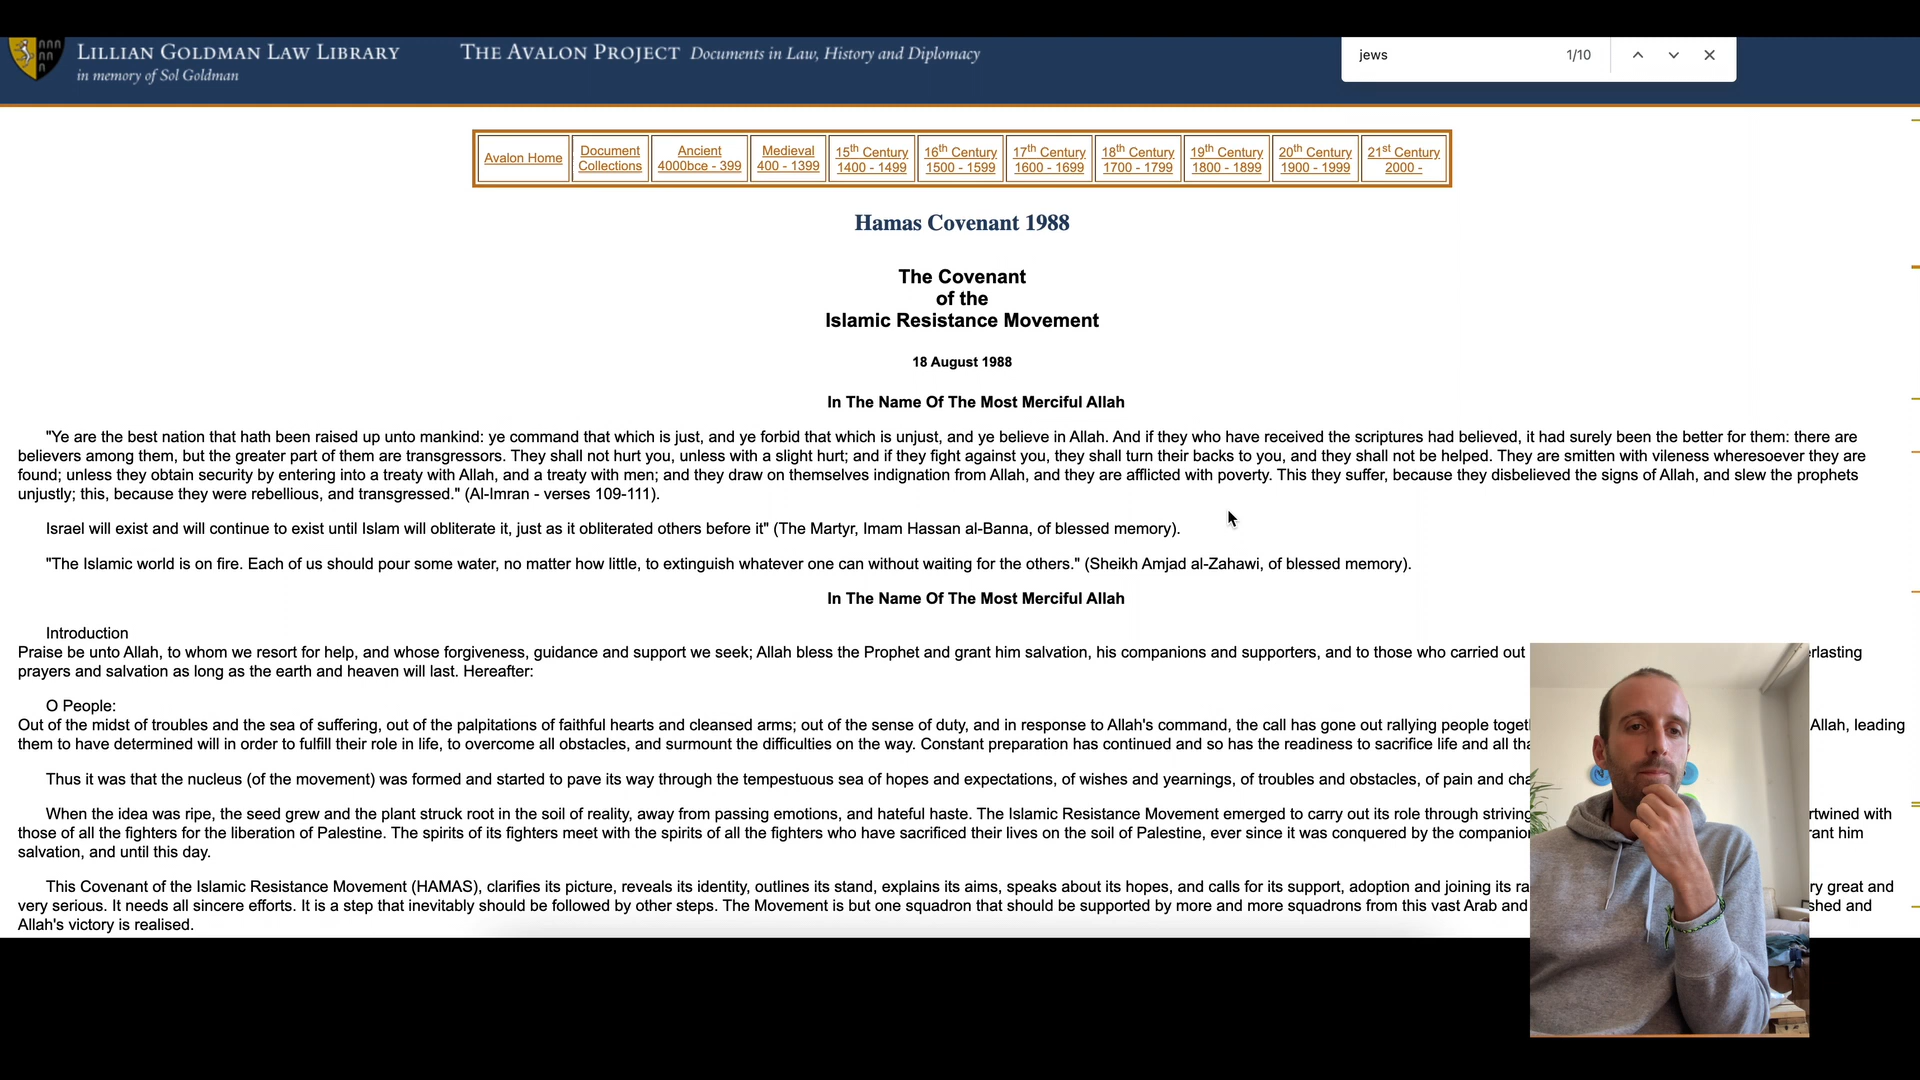 LILLIAN GOLDMAN LAW LIBRARY
in memory of Sol Goldman
THE AVALON PROJECT Documents in Law, History and Diplomacy
jews 1/10
Avalon Home
Document Collections
Ancient 4000bce - 399
Medieval 400 - 1399
15th Century 1400 - 1499
16th Century 1500 - 1599
17th Century 1600 - 1699
18th Century 1700 - 1799
19th Century 1800 - 1899
20th Century 1900 - 1999
21st Century 2000 -
Hamas Covenant 1988
The Covenant
of the
Islamic Resistance Movement
18 August 1988
In The Name Of The Most Merciful Allah
"Ye are the best nation that hath been raised up unto mankind: ye command that which is just, and ye forbid that which is unjust, and ye believe in Allah. And if they who have received the scriptures had believed, it had surely been the better for them: there are
believers among them, but the greater part of them are transgressors. They shall not hurt you, unless with a slight hurt; and if they fight against you, they shall turn their backs to you, and they shall not be helped. They are smitten with vileness wheresoever they are
found; unless they obtain security by entering into a treaty with Allah, and a treaty with men; and they draw on themselves indignation from Allah, and they are afflicted with poverty. This they suffer, because they disbelieved the signs of Allah, and slew the prophets
unjustly; this, because they were rebellious, and transgressed." (Al-Imran - verses 109-111).
Israel will exist and will continue to exist until Islam will obliterate it, just as it obliterated others before it" (The Martyr, Imam Hassan al-Banna, of blessed memory).
"The Islamic world is on fire. Each of us should pour some water, no matter how little, to extinguish whatever one can without waiting for the others." (Sheikh Amjad al-Zahawi, of blessed memory).
In The Name Of The Most Merciful Allah
Introduction
Praise be unto Allah, to whom we resort for help, and whose forgiveness, guidance and support we seek; Allah bless the Prophet and grant him salvation, his companions and supporters, and to those who carried out
prayers and salvation as long as the earth and heaven will last. Hereafter:
O People:
Out of the midst of troubles and the sea of suffering, out of the palpitations of faithful hearts and cleansed arms; out of the sense of duty, and in response to Allah's command, the call has gone out rallying people Allah, leading
them to have determined will in order to fulfill their role in life, to overcome all obstacles, and surmount the difficulties on the way. Constant preparation has continued and so has the readiness to sacrifice life and all
Thus it was that the nucleus (of the movement) was formed and started to pave its way through the tempestuous sea of hopes and expectations, of wishes and yearnings, of troubles and obstacles, of pain and
When the idea was ripe, the seed grew and the plant struck root in the soil of reality, away from passing emotions, and hateful haste. The Islamic Resistance Movement emerged to carry out its role through striving with
those of all the fighters for the liberation of Palestine. The spirits of its fighters meet with the spirits of all the fighters who have sacrificed their lives on the soil of Palestine, ever since it was conquered by the him
salvation, and until this day.
This Covenant of the Islamic Resistance Movement (HAMAS), clarifies its picture, reveals its identity, outlines its stand, explains its aims, speaks about its hopes, and calls for its support, adoption and joining its great and
very serious. It needs all sincere efforts. It is a step that inevitably should be followed by other steps. The Movement is but one squadron that should be supported by more and more squadrons from this vast Arab and and
Allah's victory is realised.